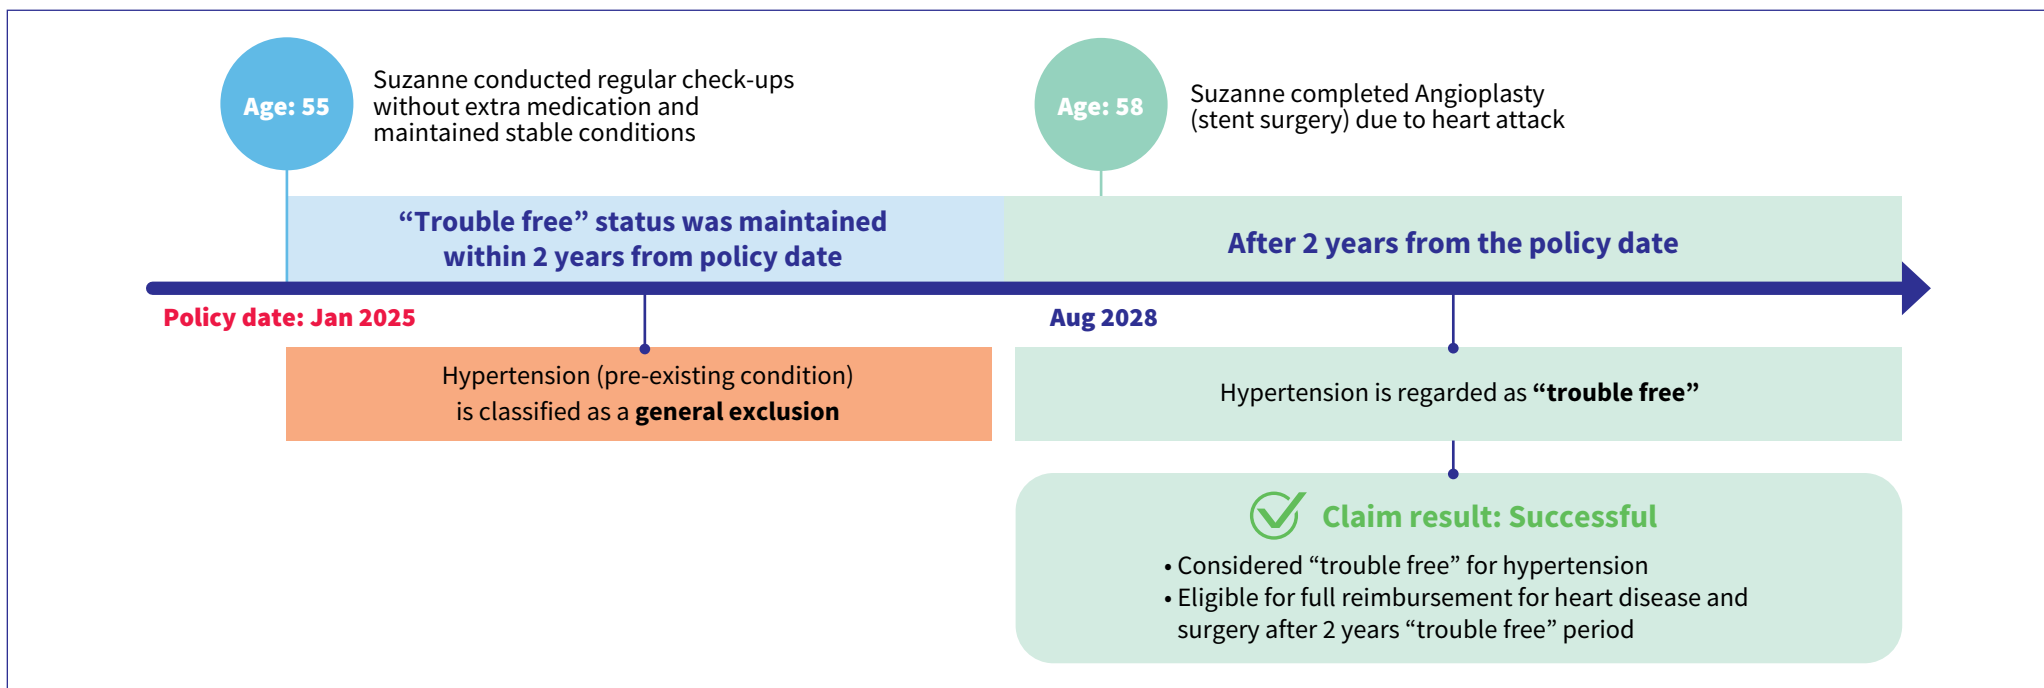 Age: 55
Suzanne conducted regular check-ups
without extra medication and
maintained stable conditions
Age: 58
Suzanne completed Angioplasty
(stent surgery) due to heart attack
“Trouble free” status was maintained
within 2 years from policy date
After 2 years from the policy date
Policy date: Jan 2025
Aug 2028
Hypertension (pre-existing condition)
is classified as a general exclusion
Hypertension is regarded as “trouble free”
Claim result: Successful
• Considered “trouble free” for hypertension
• Eligible for full reimbursement for heart disease and
surgery after 2 years “trouble free” period